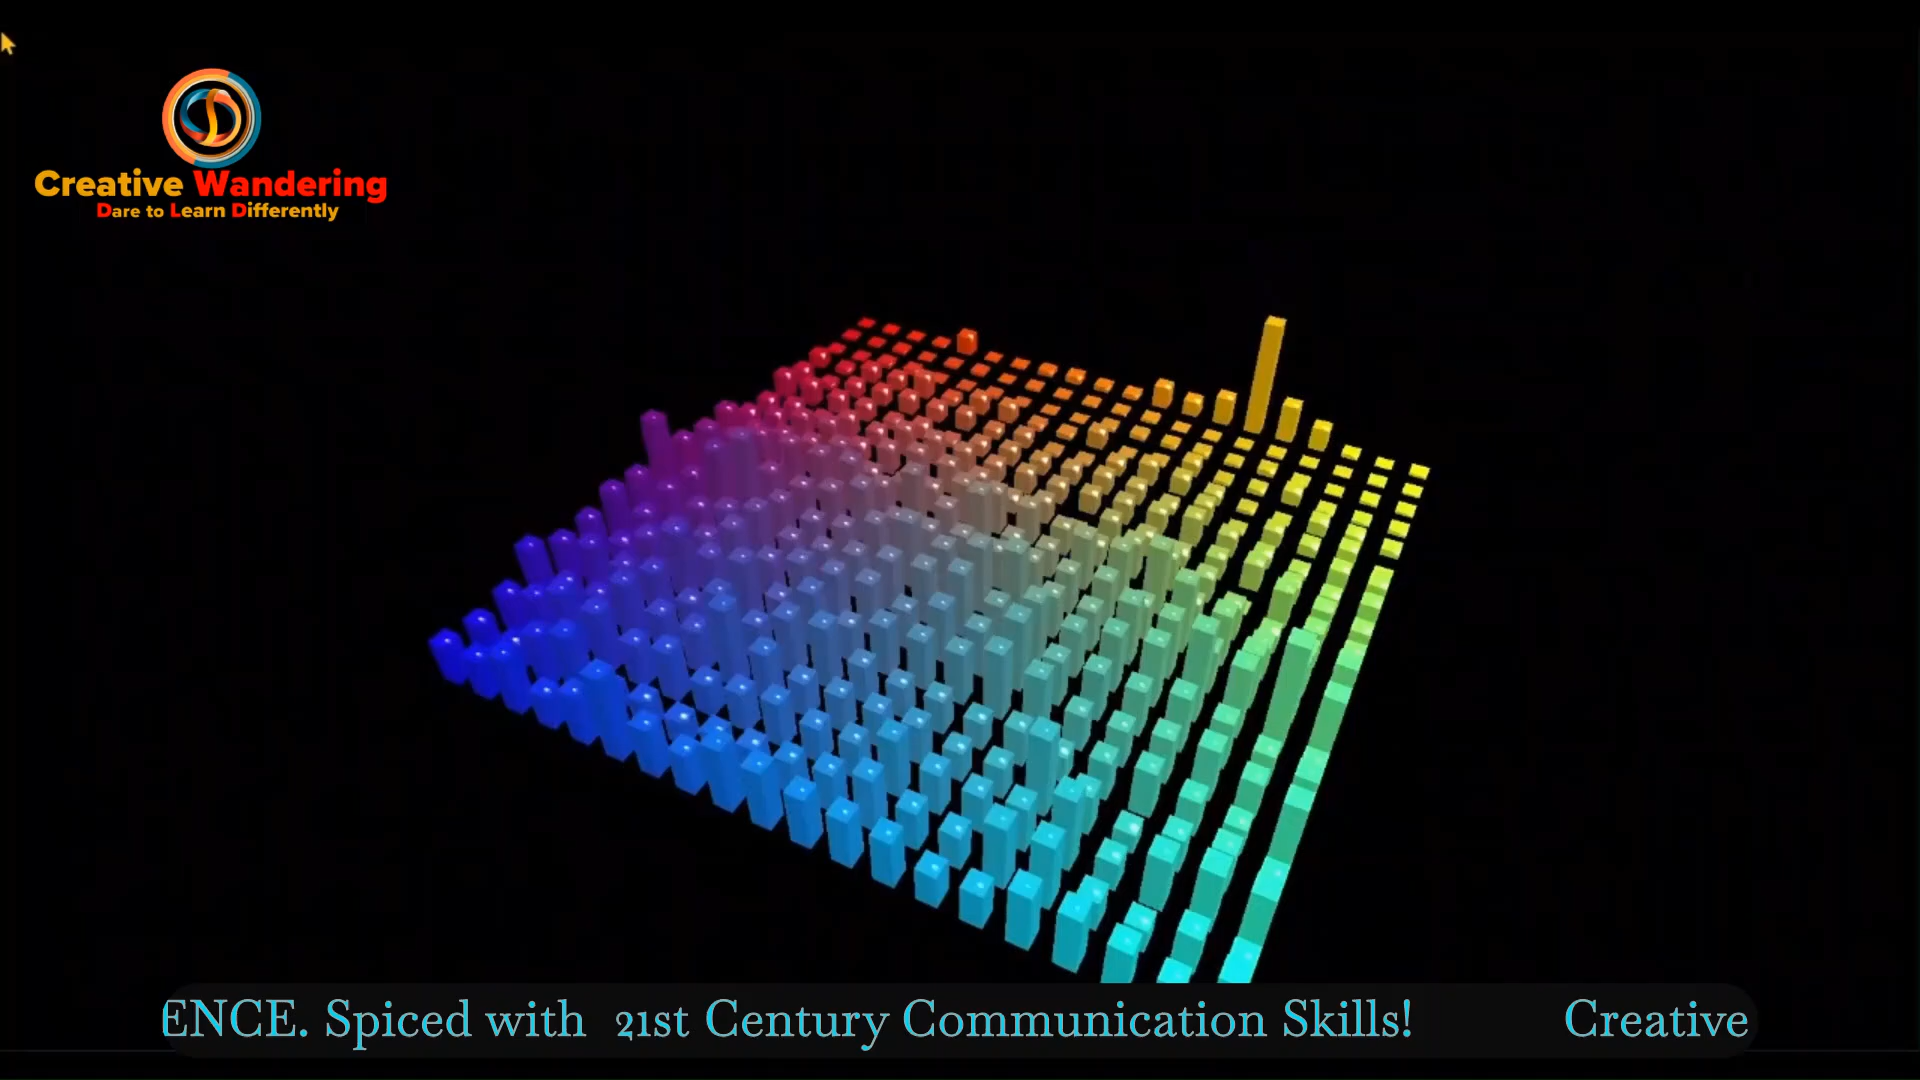 Creative Wandering
Dare to Learn Differently
ENCE. Spiced with 21st Century Communication Skills! Creative